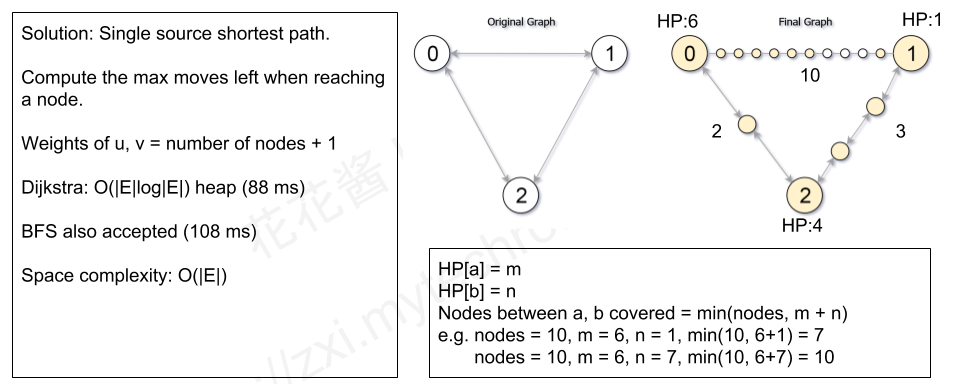 Solution: Single source shortest path.
Compute the max moves left when reaching
a node.
Weights of u, v = number of nodes + 1
Dijkstra: O(|E|log|E|) heap (88 ms)
BFS also accepted (108 ms)
Space complexity: O(|E|)
Original Graph
0
1
2
Final Graph
HP:6
HP:1
0
1
10
2
3
2
HP:4
HP[a] = m
HP[b] = n
Nodes between a, b covered = min(nodes, m + n)
e.g. nodes = 10, m = 6, n = 1, min(10, 6+1) = 7
nodes = 10, m = 6, n = 7, min(10, 6+7) = 10
花花酱
//zxi.mytechro